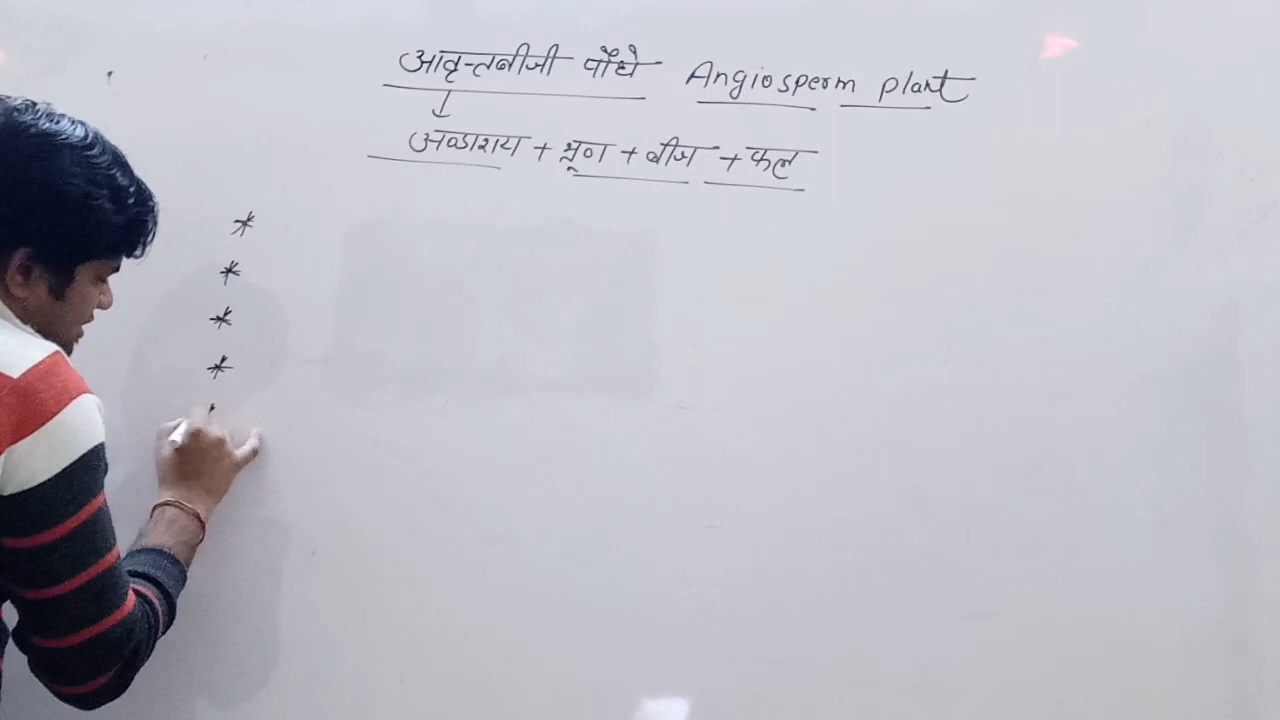 आवृन्तबीजी पौधे Angiosperm plant
↓
अण्डाशय + भ्रूण + बीज + फल
*
*
*
*